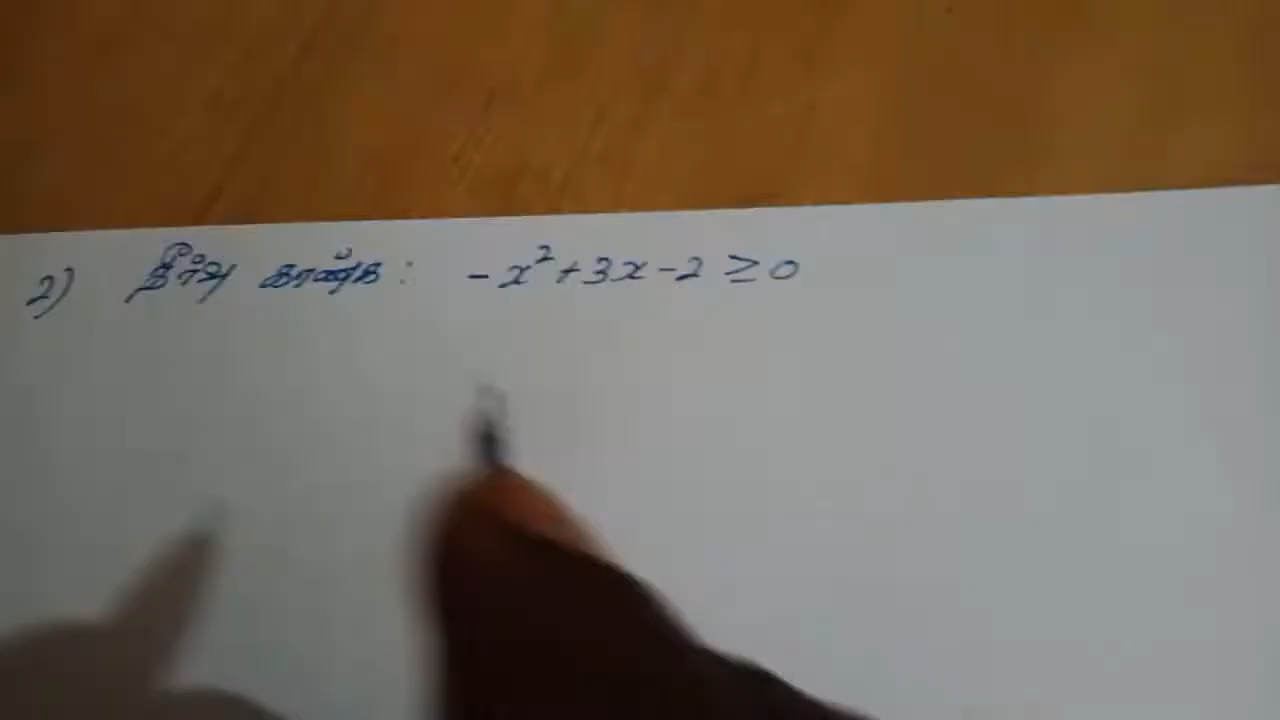 2) தீர்வு காண்க : -x²+3x-2 ≥ 0